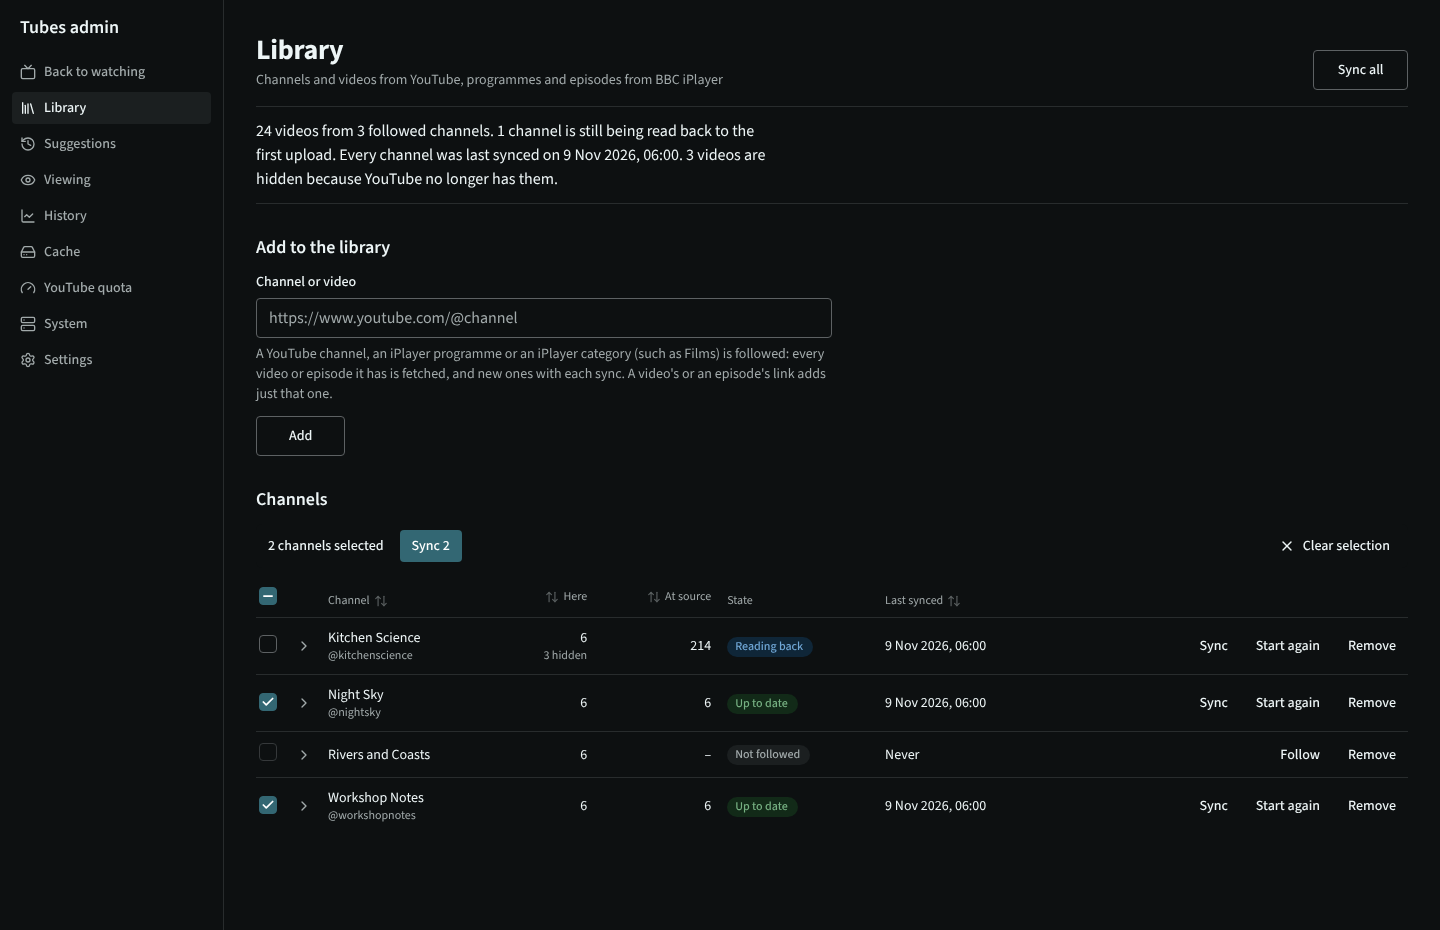 Tubes admin
Back to watching
Library
Suggestions
Viewing
History
Cache
YouTube quota
System
Settings
Library
Channels and videos from YouTube, programmes and episodes from BBC iPlayer
Sync all
24 videos from 3 followed channels. 1 channel is still being read back to the
first upload. Every channel was last synced on 9 Nov 2026, 06:00. 3 videos are
hidden because YouTube no longer has them.
Add to the library
Channel or video
https://www.youtube.com/@channel
A YouTube channel, an iPlayer programme or an iPlayer category (such as Films) is followed: every
video or episode it has is fetched, and new ones with each sync. A video's or an episode's link adds
just that one.
Add
Channels
2 channels selected Sync 2 Clear selection
Channel Here At source State Last synced
Kitchen Science 6 214 Reading back 9 Nov 2026, 06:00 Sync Start again Remove
@kitchenscience 3 hidden
Night Sky 6 6 Up to date 9 Nov 2026, 06:00 Sync Start again Remove
@nightsky
Rivers and Coasts 6 – Not followed Never Follow Remove
Workshop Notes 6 6 Up to date 9 Nov 2026, 06:00 Sync Start again Remove
@workshopnotes